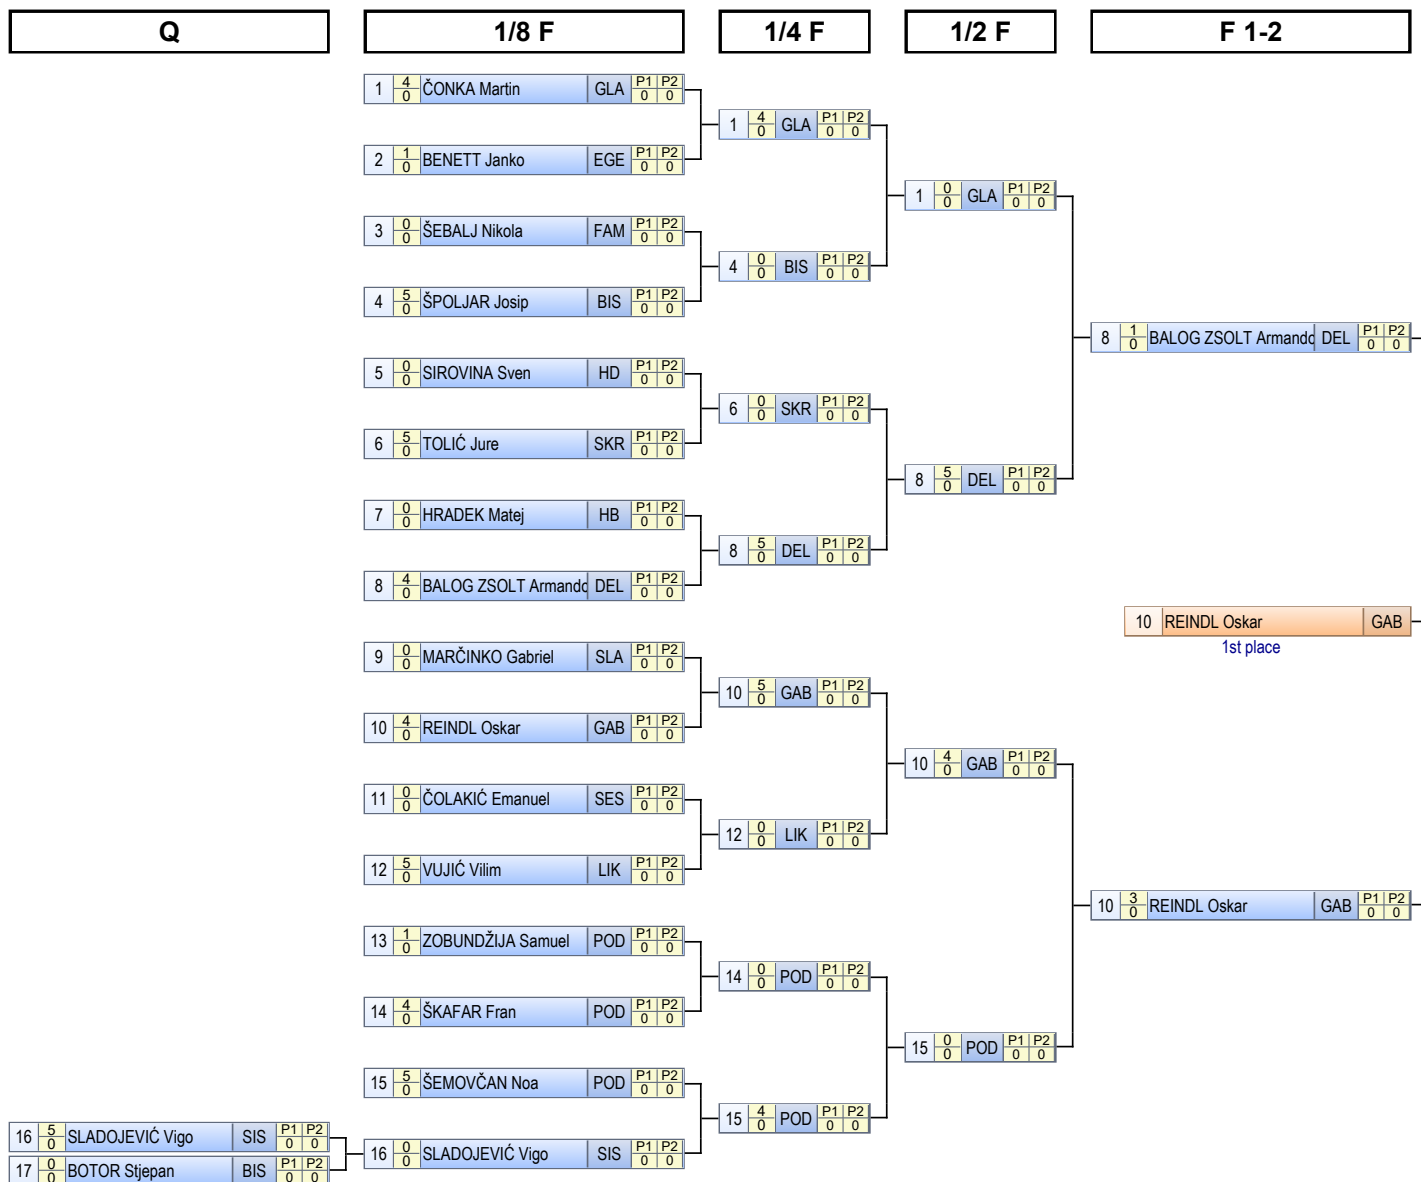 Q 1/8 F 1/4 F 1/2 F F 1-2
1 4 0 ČONKA Martin GLA P1 P2 0 0
1 4 0 GLA P1 P2 0 0
2 1 0 BENETT Janko EGE P1 P2 0 0
1 0 0 GLA P1 P2 0 0
3 0 0 ŠEBALJ Nikola FAM P1 P2 0 0
4 0 0 BIS P1 P2 0 0
4 5 0 ŠPOLJAR Josip BIS P1 P2 0 0
8 1 0 BALOG ZSOLT Armando DEL P1 P2 0 0
5 0 0 SIROVINA Sven HD P1 P2 0 0
6 0 0 SKR P1 P2 0 0
6 5 0 TOLIĆ Jure SKR P1 P2 0 0
8 5 0 DEL P1 P2 0 0
7 0 0 HRADEK Matej HB P1 P2 0 0
8 5 0 DEL P1 P2 0 0
8 4 0 BALOG ZSOLT Armando DEL P1 P2 0 0
10 REINDL Oskar GAB
1st place
9 0 0 MARČINKO Gabriel SLA P1 P2 0 0
10 5 0 GAB P1 P2 0 0
10 4 0 REINDL Oskar GAB P1 P2 0 0
10 4 0 GAB P1 P2 0 0
11 0 0 ČOLAKIĆ Emanuel SES P1 P2 0 0
12 0 0 LIK P1 P2 0 0
12 5 0 VUJIĆ Vilim LIK P1 P2 0 0
10 3 0 REINDL Oskar GAB P1 P2 0 0
13 1 0 ZOBUNDŽIJA Samuel POD P1 P2 0 0
14 0 0 POD P1 P2 0 0
14 4 0 ŠKAFAR Fran POD P1 P2 0 0
15 0 0 POD P1 P2 0 0
15 5 0 ŠEMOVČAN Noa POD P1 P2 0 0
15 4 0 POD P1 P2 0 0
16 5 0 SLADOJEVIĆ Vigo SIS P1 P2 0 0
16 0 0 SLADOJEVIĆ Vigo SIS P1 P2 0 0
17 0 0 BOTOR Stjepan BIS P1 P2 0 0